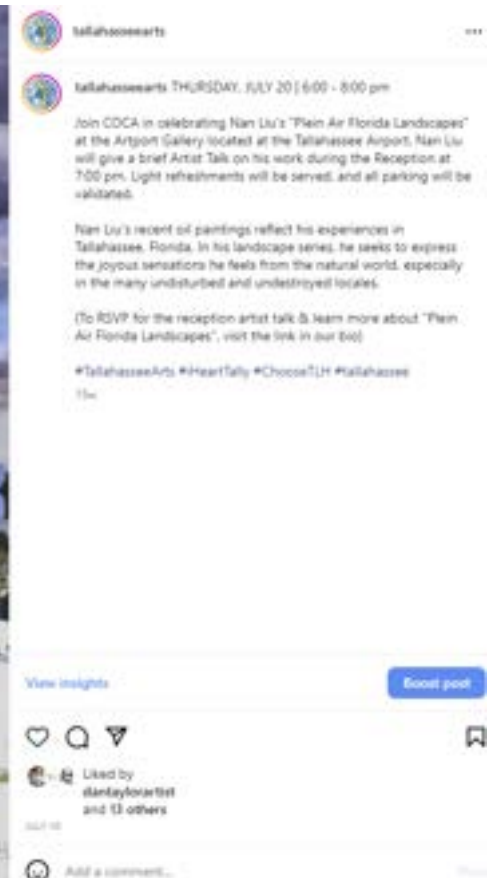 tallahasseearts
tallahasseearts THURSDAY, JULY 20 | 6:00 - 8:00 pm
Join COCA in celebrating Nan Liu's "Plein Air Florida Landscapes"
at the Artport Gallery located at the Tallahassee Airport. Nan Liu
will give a brief Artist Talk on his work during the Reception at
7:00 pm. Light refreshments will be served, and all parking will be
validated.
Nan Liu's recent oil paintings reflect his experiences in
Tallahassee, Florida. In his landscape series, he seeks to express
the joyous sensations he feels from the natural world, especially
in the many undisturbed and undestroyed locales.
(To RSVP for the reception artist talk & learn more about "Plein
Air Florida Landscapes", visit the link in our bio)
#TallahasseeArts #iHeartTally #ChooseTLH #tallahassee
View insights
Boost post
Liked by
dantaylorartist
and 13 others
Add a comment...